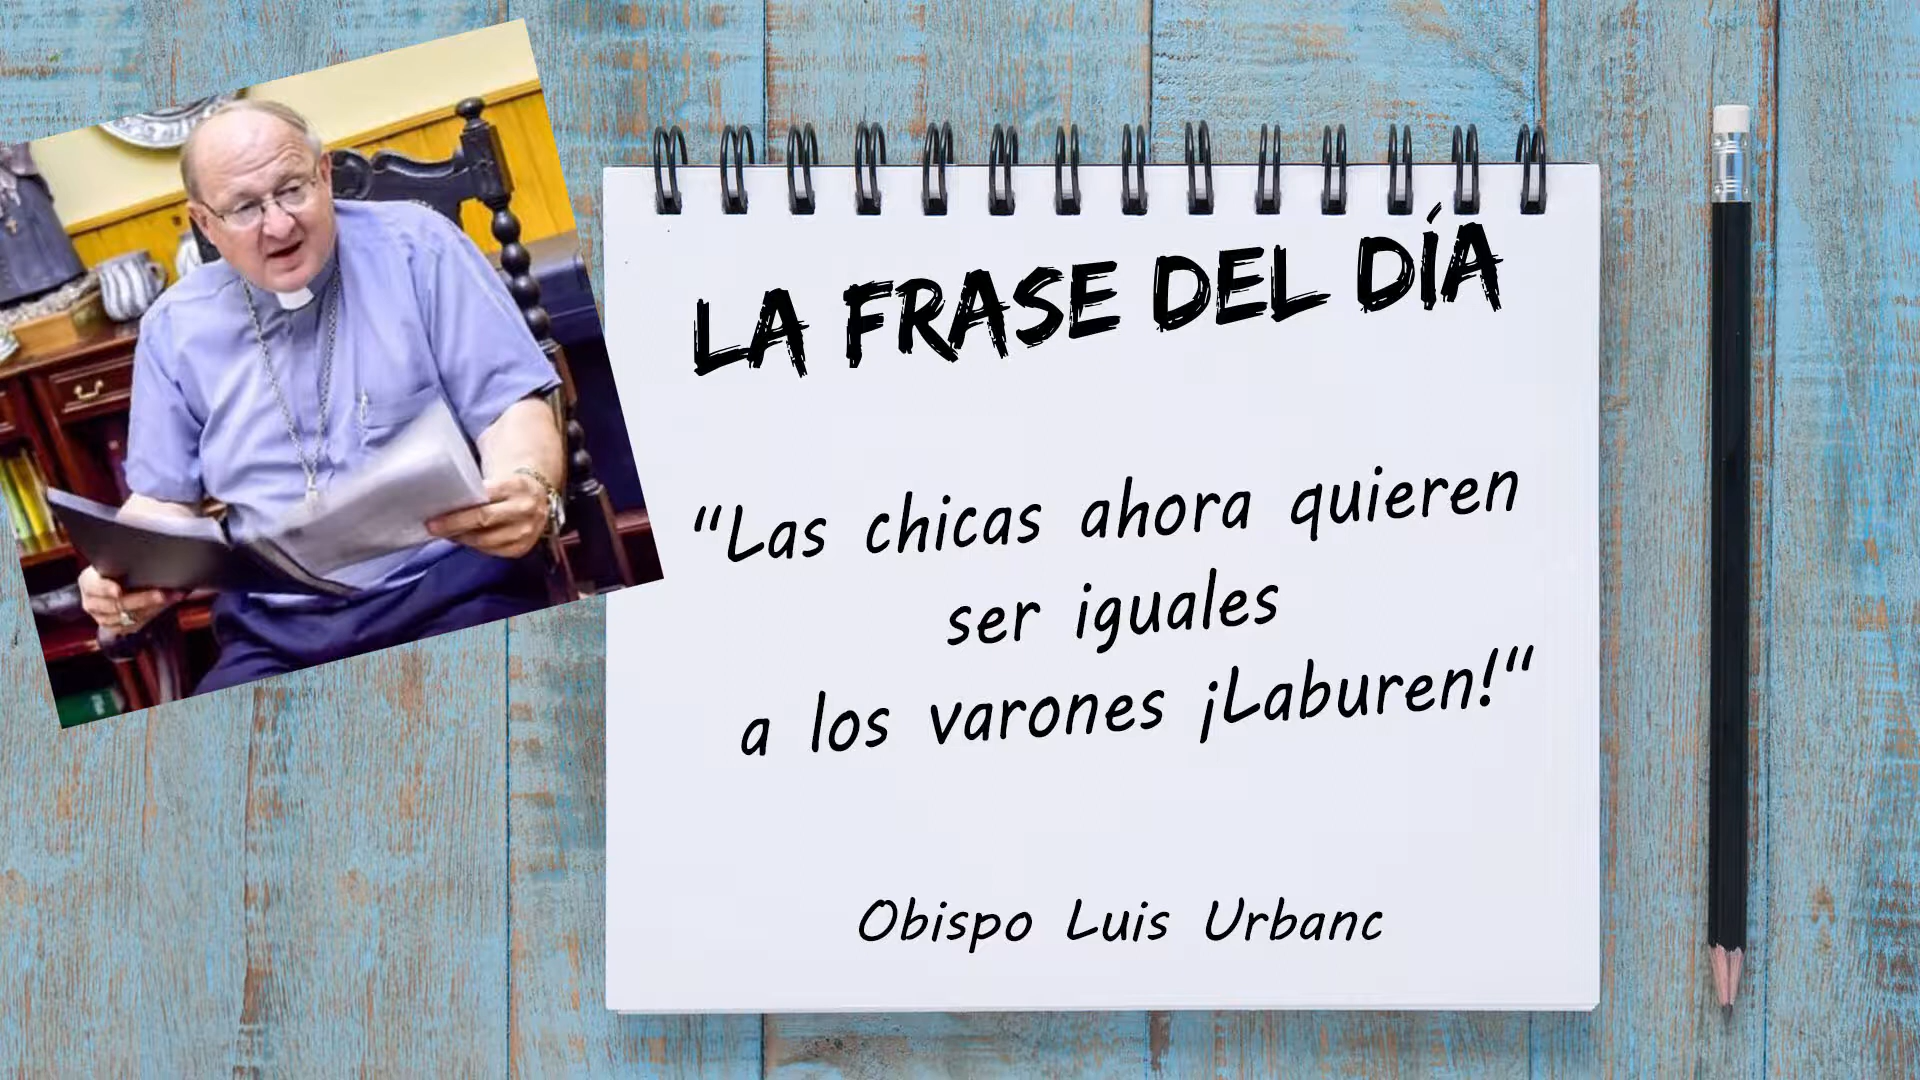 LA FRASE DEL DÍA
“Las chicas ahora quieren
ser iguales
a los varones ¡Laburen!“
Obispo Luis Urbanc